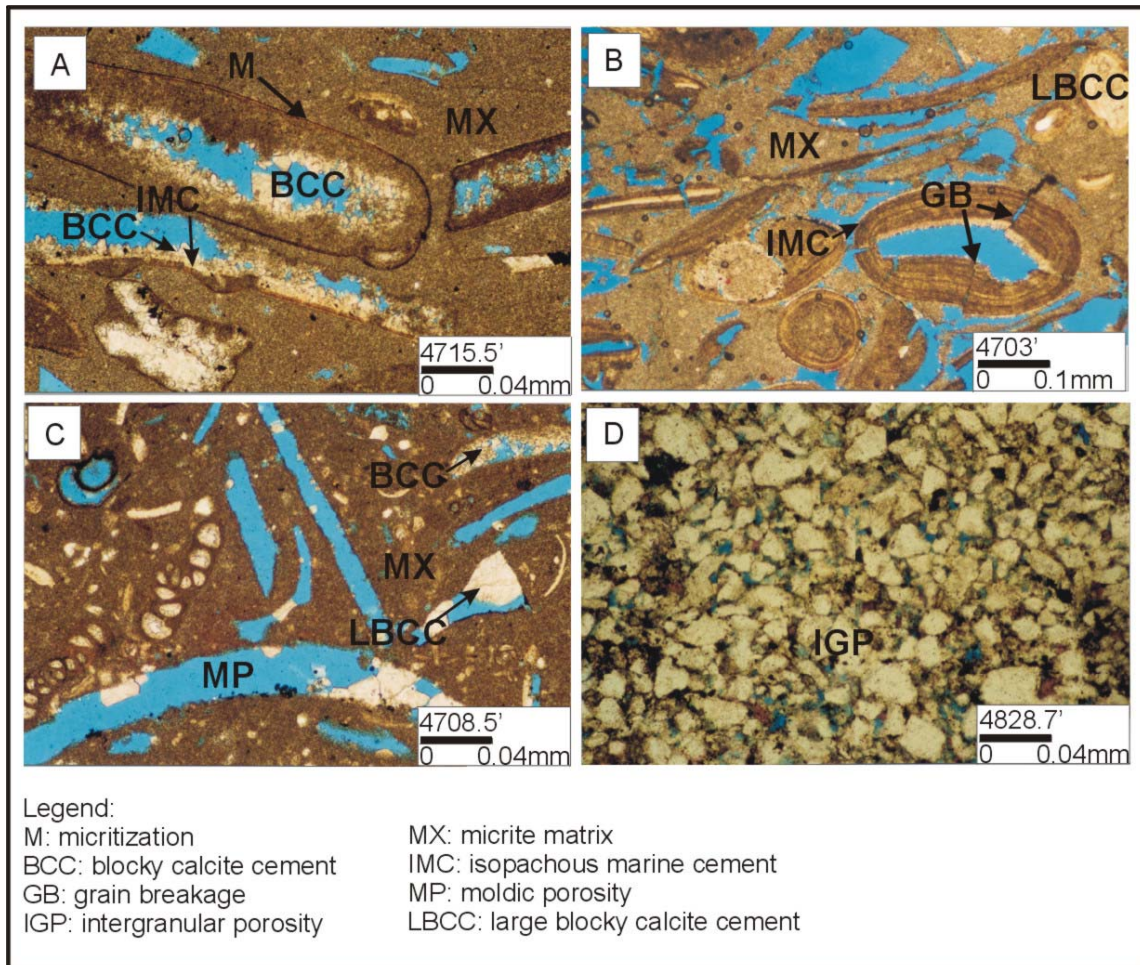 A
M
MX
BCC
IMC
BCC
4715.5'
0 0.04mm
B
LBCC
MX
GB
IMC
4703'
0 0.1mm
C
BCC
MX
LBCC
MP
4708.5'
0 0.04mm
D
IGP
4828.7'
0 0.04mm
Legend:
M: micritization
BCC: blocky calcite cement
GB: grain breakage
IGP: intergranular porosity
MX: micrite matrix
IMC: isopachous marine cement
MP: moldic porosity
LBCC: large blocky calcite cement